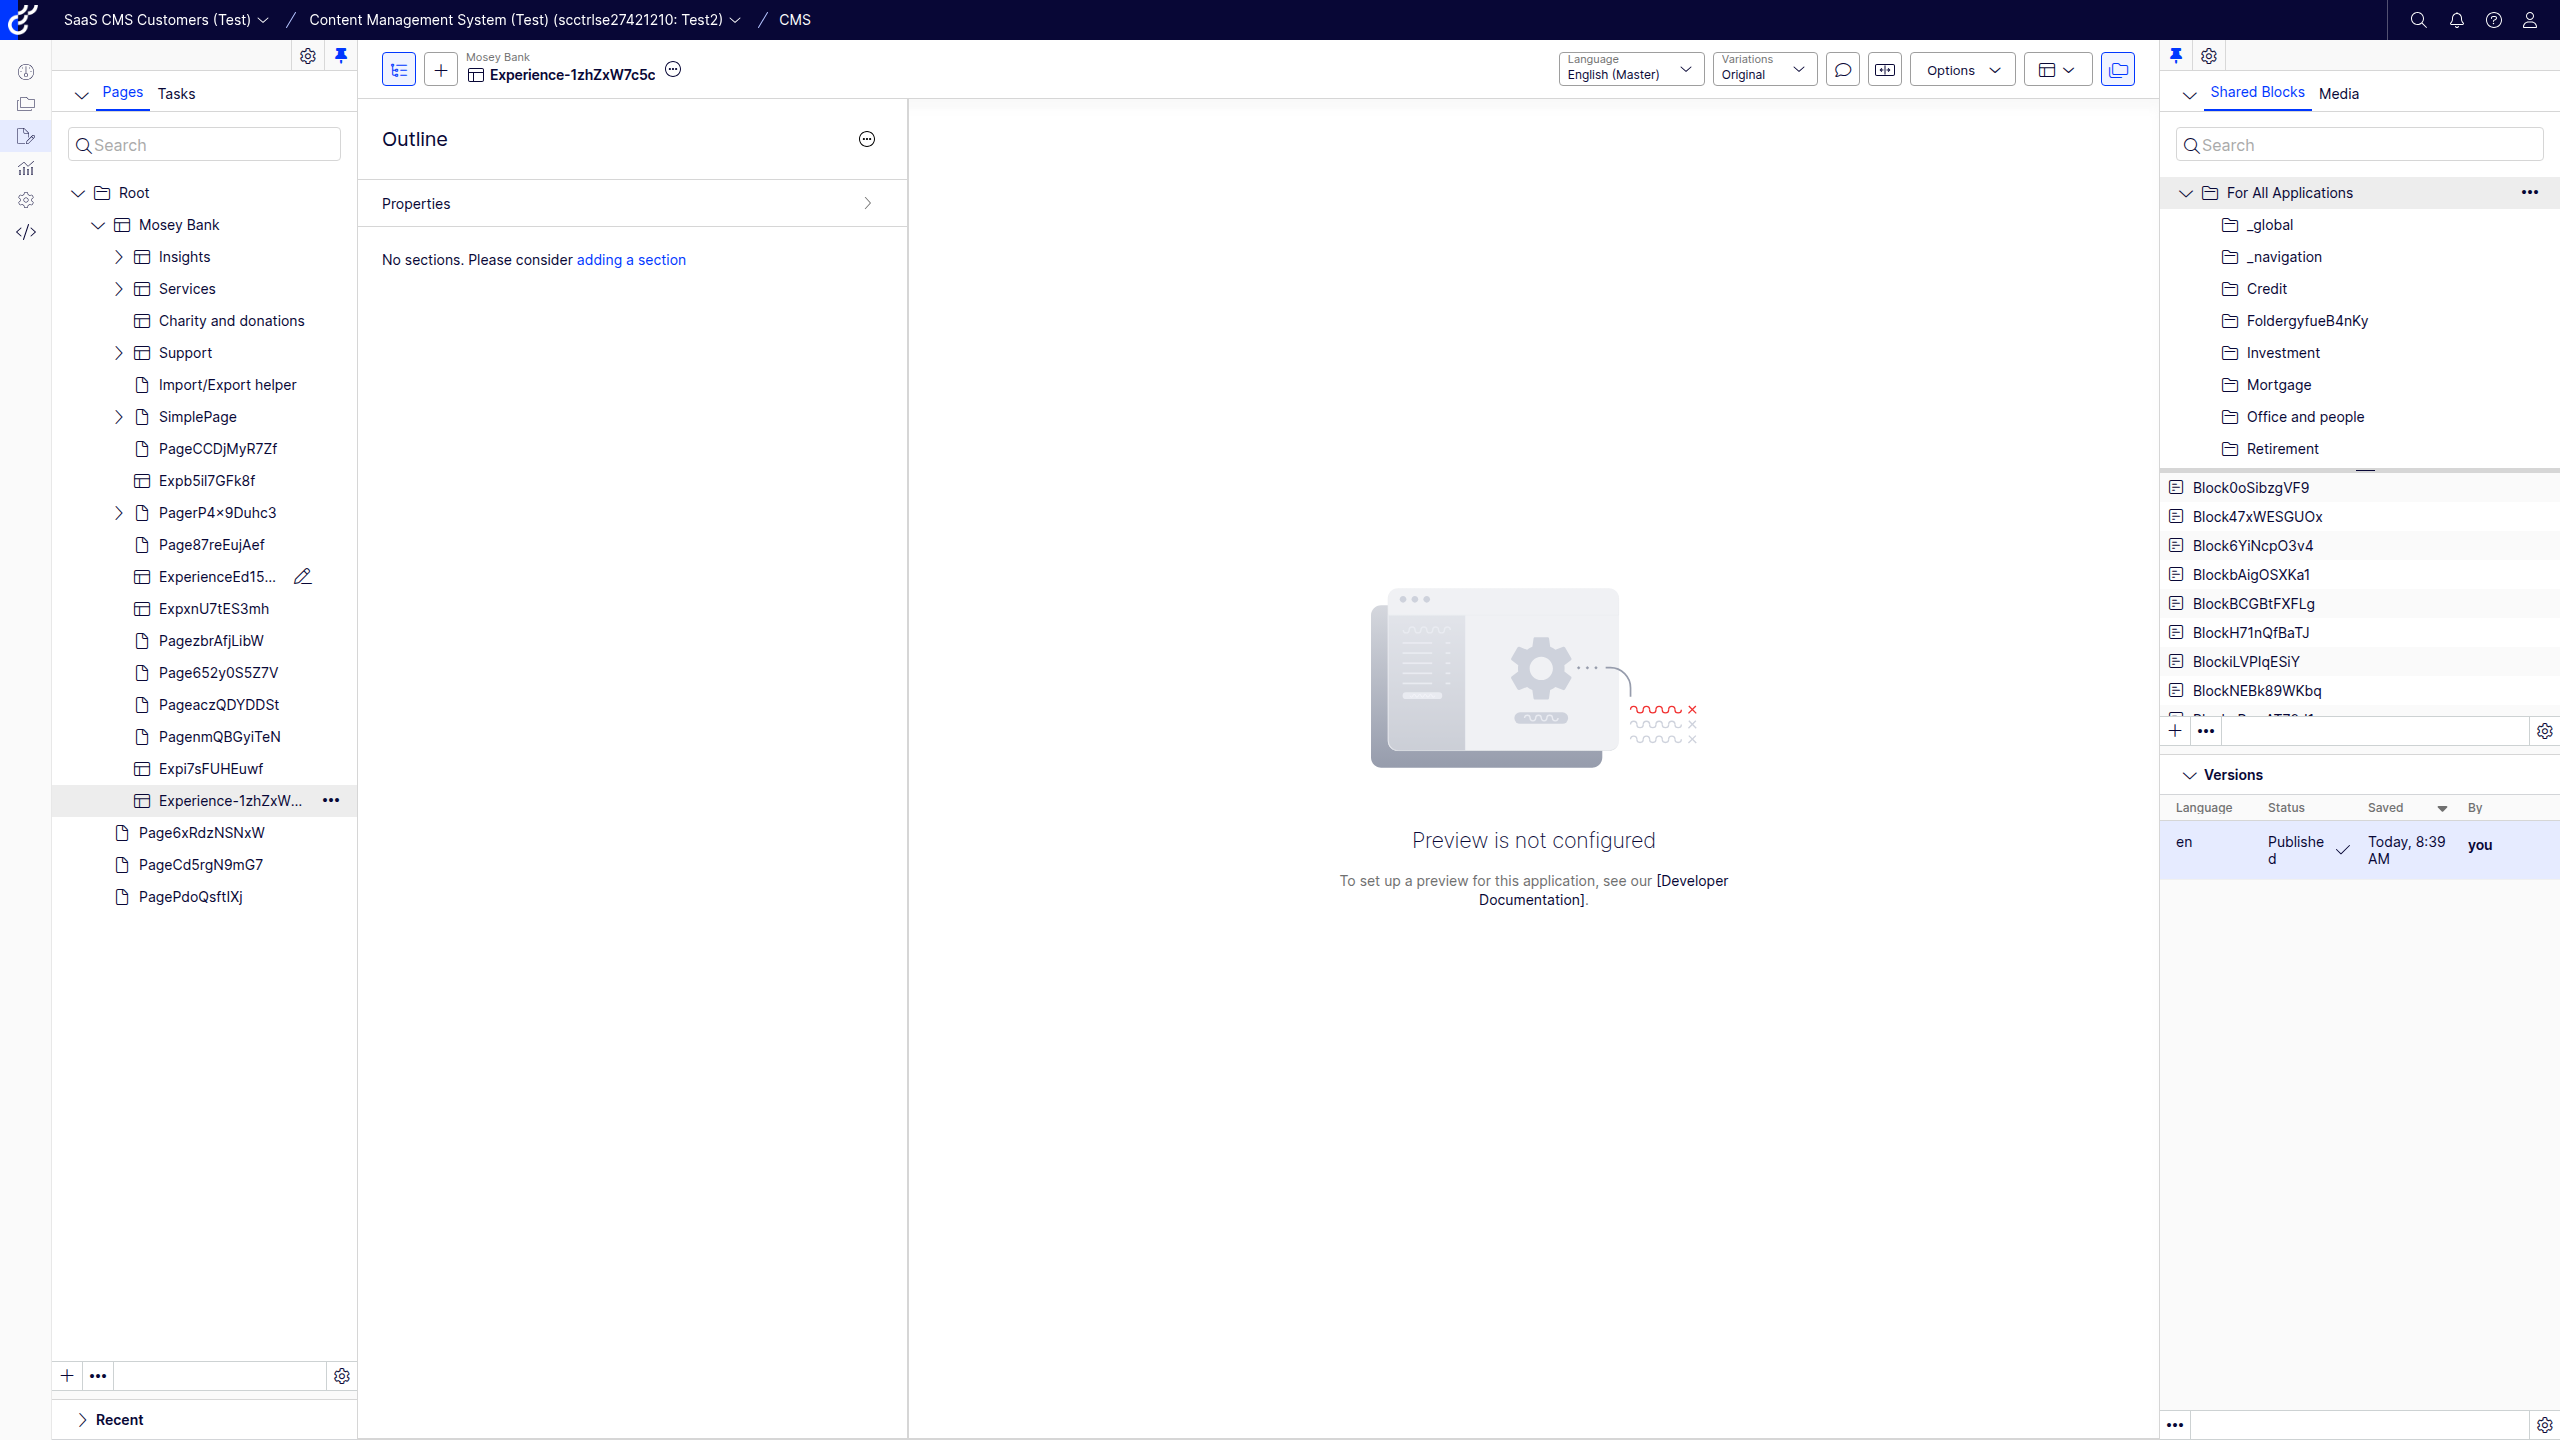 SaaS CMS Customers (Test)
Content Management System (Test) (scctrlse27421210: Test2)
CMS
Pages
Tasks
Search
Root
Mosey Bank
Insights
Services
Charity and donations
Support
Import/Export helper
SimplePage
PageCCDjMyR7Zf
Expb5il7GFk8f
PagerP4×9Duhc3
Page87reEujAef
ExperienceEd15...
ExpxnU7tES3mh
PagezbrAfjLibW
Page652y0S5Z7V
PageaczQDYDDSt
PagenmQBGyiTeN
Expi7sFUHEuwf
Experience-1zhZxW...
Page6xRdzNSNxW
PageCd5rgN9mG7
PagePdoQsftIXj
Recent
Mosey Bank
Experience-1zhZxW7c5c
Language
English (Master)
Variations
Original
Options
Outline
Properties
No sections. Please consider adding a section
Preview is not configured
To set up a preview for this application, see our [Developer
Documentation].
Shared Blocks
Media
Search
For All Applications
_global
_navigation
Credit
FoldergyfueB4nKy
Investment
Mortgage
Office and people
Retirement
Block0oSibzgVF9
Block47xWESGUOx
Block6YiNcpO3v4
BlockbAigOSXKa1
BlockBCGBtFXFLg
BlockH71nQfBaTJ
BlockiLVPlqESiY
BlockNEBk89WKbq
Versions
Language
Status
Saved
By
en
Publishe
d
Today, 8:39
AM
you